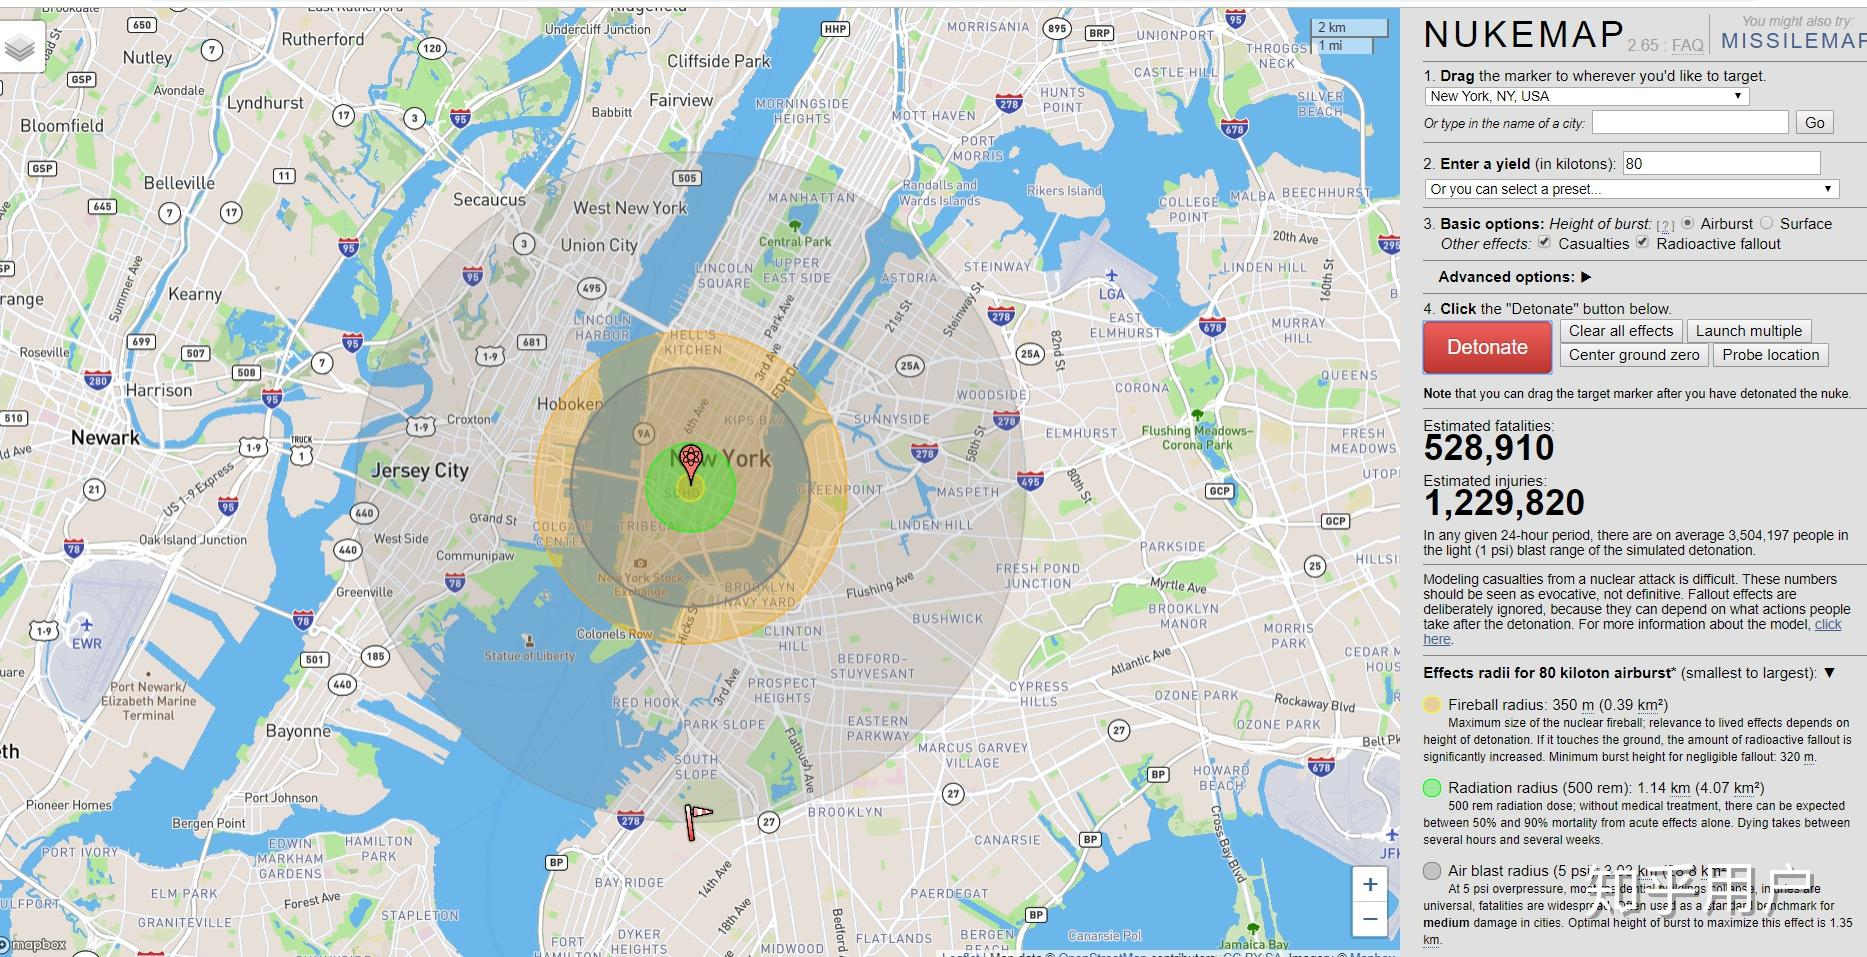 NUKEMAP 2.65 : FAQ
You might also try:
MISSILEMAP
1. Drag the marker to wherever you'd like to target.
New York, NY, USA
Or type in the name of a city:
Go
2. Enter a yield (in kilotons): 80
Or you can select a preset...
3. Basic options: Height of burst: [?] Airburst Surface
Other effects: Casualties Radioactive fallout
Advanced options: ▶
4. Click the "Detonate" button below.
Detonate
Clear all effects
Launch multiple
Center ground zero
Probe location
Note that you can drag the target marker after you have detonated the nuke.
Estimated fatalities:
528,910
Estimated injuries:
1,229,820
In any given 24-hour period, there are on average 3,504,197 people in
the light (1 psi) blast range of the simulated detonation.
Modeling casualties from a nuclear attack is difficult. These numbers
should be seen as evocative, not definitive. Fallout effects are
deliberately ignored, because they can depend on what actions people
take after the detonation. For more information about the model, click
here.
Effects radii for 80 kiloton airburst* (smallest to largest): ▼
Fireball radius: 350 m (0.39 km²)
Maximum size of the nuclear fireball; relevance to lived effects depends on
height of detonation. If it touches the ground, the amount of radioactive fallout is
significantly increased. Minimum burst height for negligible fallout: 320 m.
Radiation radius (500 rem): 1.14 km (4.07 km²)
500 rem radiation dose; without medical treatment, there can be expected
between 50% and 90% mortality from acute effects alone. Dying takes between
several hours and several weeks.
Air blast radius (5 psi)
At 5 psi overpressure, most residential buildings collapse, injuries are
universal, fatalities are widespread. Often used as a standard benchmark for
medium damage in cities. Optimal height of burst to maximize this effect is 1.35
km.
知乎用户
2 km
1 mi
Nutley
Rutherford
Undercliff Junction
Cliffside Park
MORRISANIA
UNIONPORT
THROGGS
NECK
Avondale
Lyndhurst
Babbitt
Fairview
MORNINGSIDE
HEIGHTS
MOTT HAVEN
HUNTS
POINT
CASTLE HILL
SILVER
BEACH
Bloomfield
PORT
MORRIS
Belleville
Secaucus
West New York
MANHATTAN
Randalls and
Wards Islands
Rikers Island
COLLEGE
POINT
MALBA
BEECHHURST
Union City
Central Park
LINCOLN
SQUARE
UPPER
EAST SIDE
ASTORIA
STEINWAY
20th Ave
LINDEN HILL
160th St
LGA
Kearny
Summer Ave
LINCOLN
HARBOR
HELL'S
KITCHEN
Park Ave
3rd Ave
21st St
Steinway St
EAST
ELMHURST
82nd St
MURRAY
HILL
Roseville
Harrison
Hoboken
6th Ave
KIPS BAY
FDR D
SUNNYSIDE
WOODSIDE
CORONA
QUEENS
Newark
Croxton
TRUCK
New York
ELMHURST
Flushing Meadows–
Corona Park
FRESH
MEADOWS
Jersey City
SOHO
GREENPOINT
MASPETH
58th St
80th St
US 1-9 Express
Grand St
COLGATE
CENTER
TRIBECA
LINDEN HILL
Oak Island Junction
West Side
Communipaw
PARKSIDE
New York Stock
Exchange
BROOKLYN
NAVY YARD
Flushing Ave
FRESH POND
JUNCTION
Myrtle Ave
Greenville
Hicks St
Colonels Row
CLINTON
HILL
BUSHWICK
BROOKLYN
MANOR
MORRIS
PARK
EWR
Statue of Liberty
BEDFORD-
STUYVESANT
Atlantic Ave
Port Newark/
Elizabeth Marine
Terminal
RED HOOK
3rd Ave
PROSPECT
HEIGHTS
CYPRESS
HILLS
OZONE PARK
Rockaway Blvd
Bayonne
PARK SLOPE
EASTERN
PARKWAY
OZONE PARK
Flatbush Ave
MARCUS GARVEY
VILLAGE
SOUTH
SLOPE
HOWARD
BEACH
Pioneer Homes
Port Johnson
Bergen Point
BROOKLYN
CANARSIE
Cross Bay Blvd
PORT IVORY
EDWIN
MARKHAM
GARDENS
HAMILTON
PARK
BAY RIDGE
14th Ave
PAERDEGAT
ELM PARK
Forest Ave
18th Ave
GRANITEVILLE
STAPLETON
FORT
HAMILTON
DYKER
HEIGHTS
MIDWOOD
FLATLANDS
BERGEN
BEACH
Canarsie Pol
Jamaica Bay
mapbox